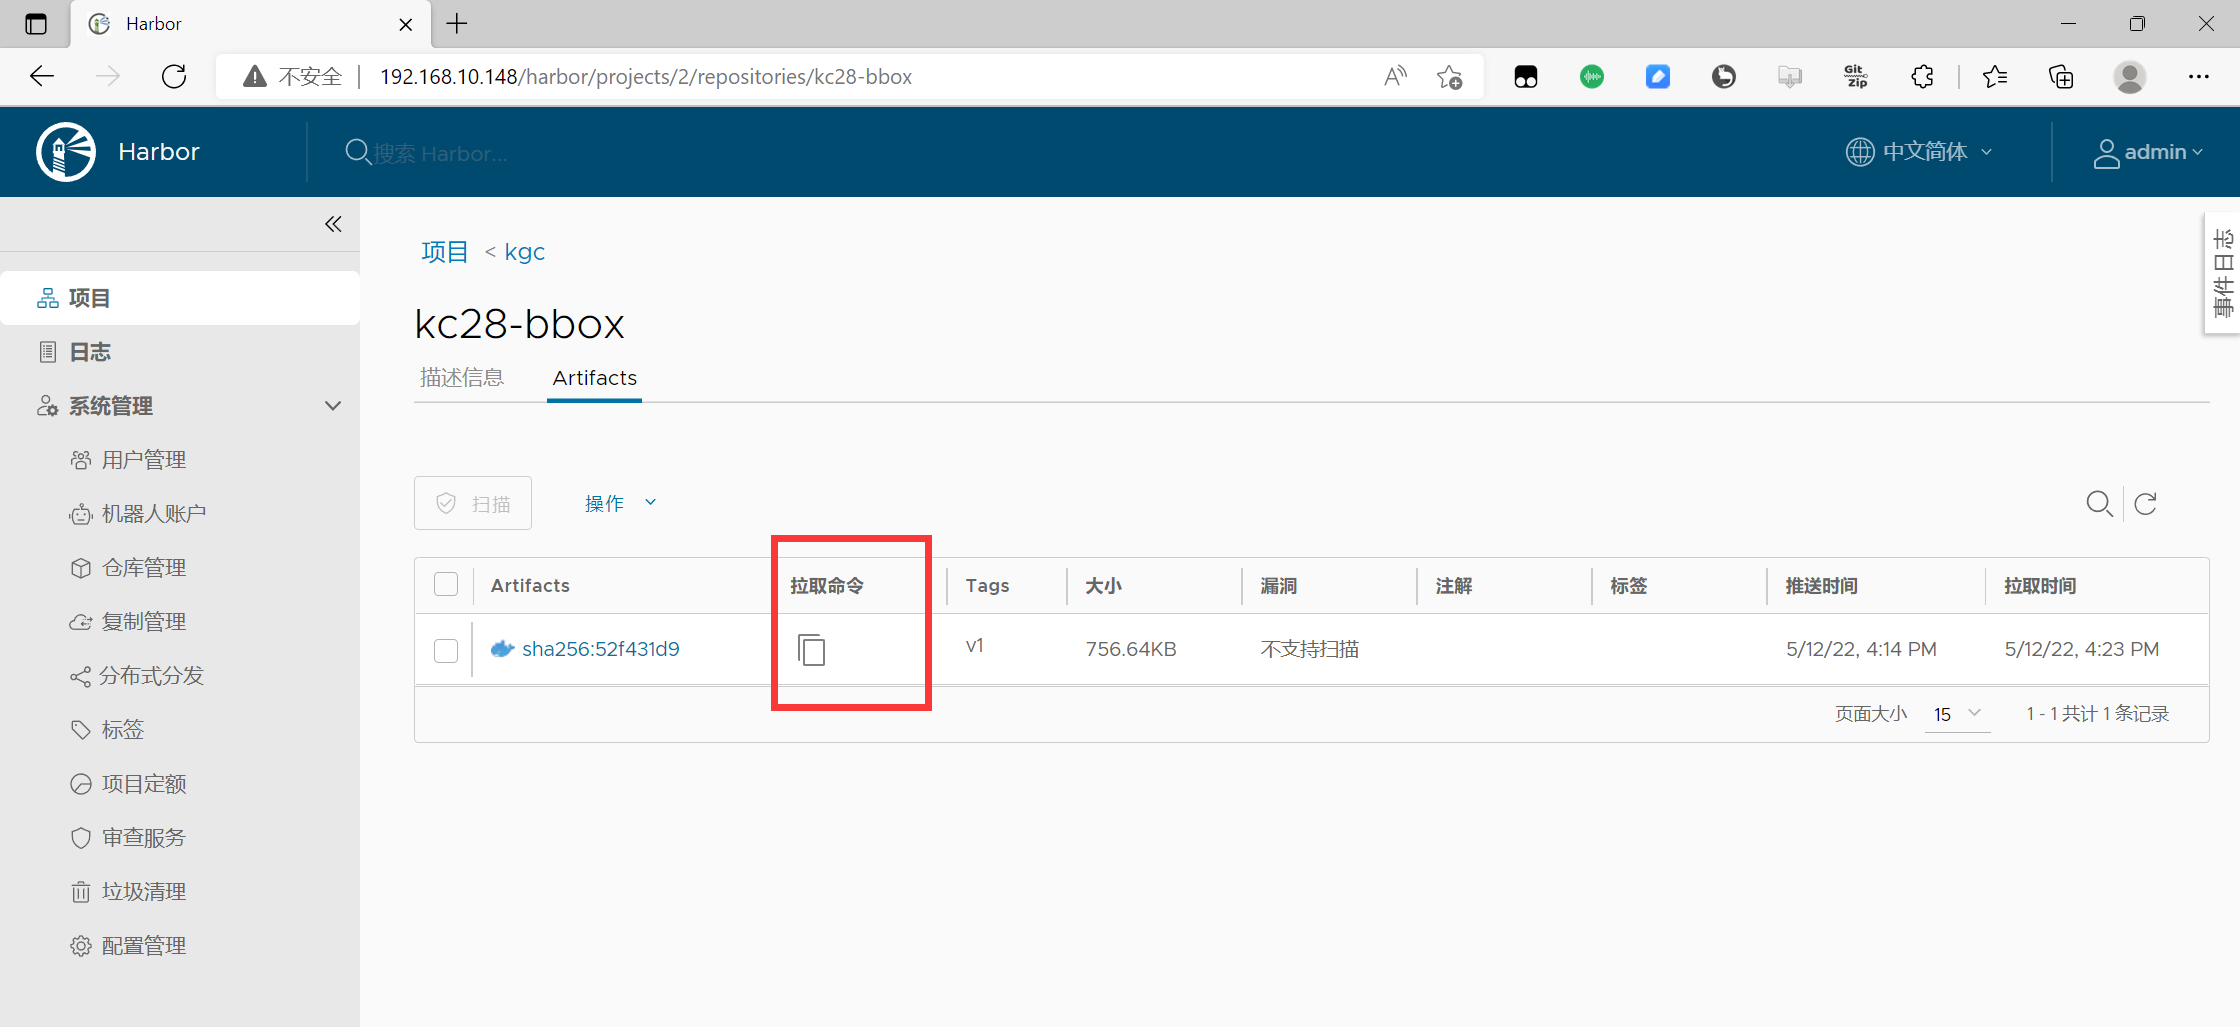 Harbor
不安全
192.168.10.148/harbor/projects/2/repositories/kc28-bbox
A
Git
Zip
Harbor
搜索 Harbor...
中文简体
admin
项目
日志
系统管理
用户管理
机器人账户
仓库管理
复制管理
分布式分发
标签
项目定额
审查服务
垃圾清理
配置管理
项目 < kgc
kc28-bbox
描述信息 Artifacts
扫描 操作
Artifacts 拉取命令 Tags 大小 漏洞 注解 标签 推送时间 拉取时间
sha256:52f431d9 v1 756.64KB 不支持扫描 5/12/22, 4:14 PM 5/12/22, 4:23 PM
页面大小 15 1 - 1 共计 1 条记录
事件日志